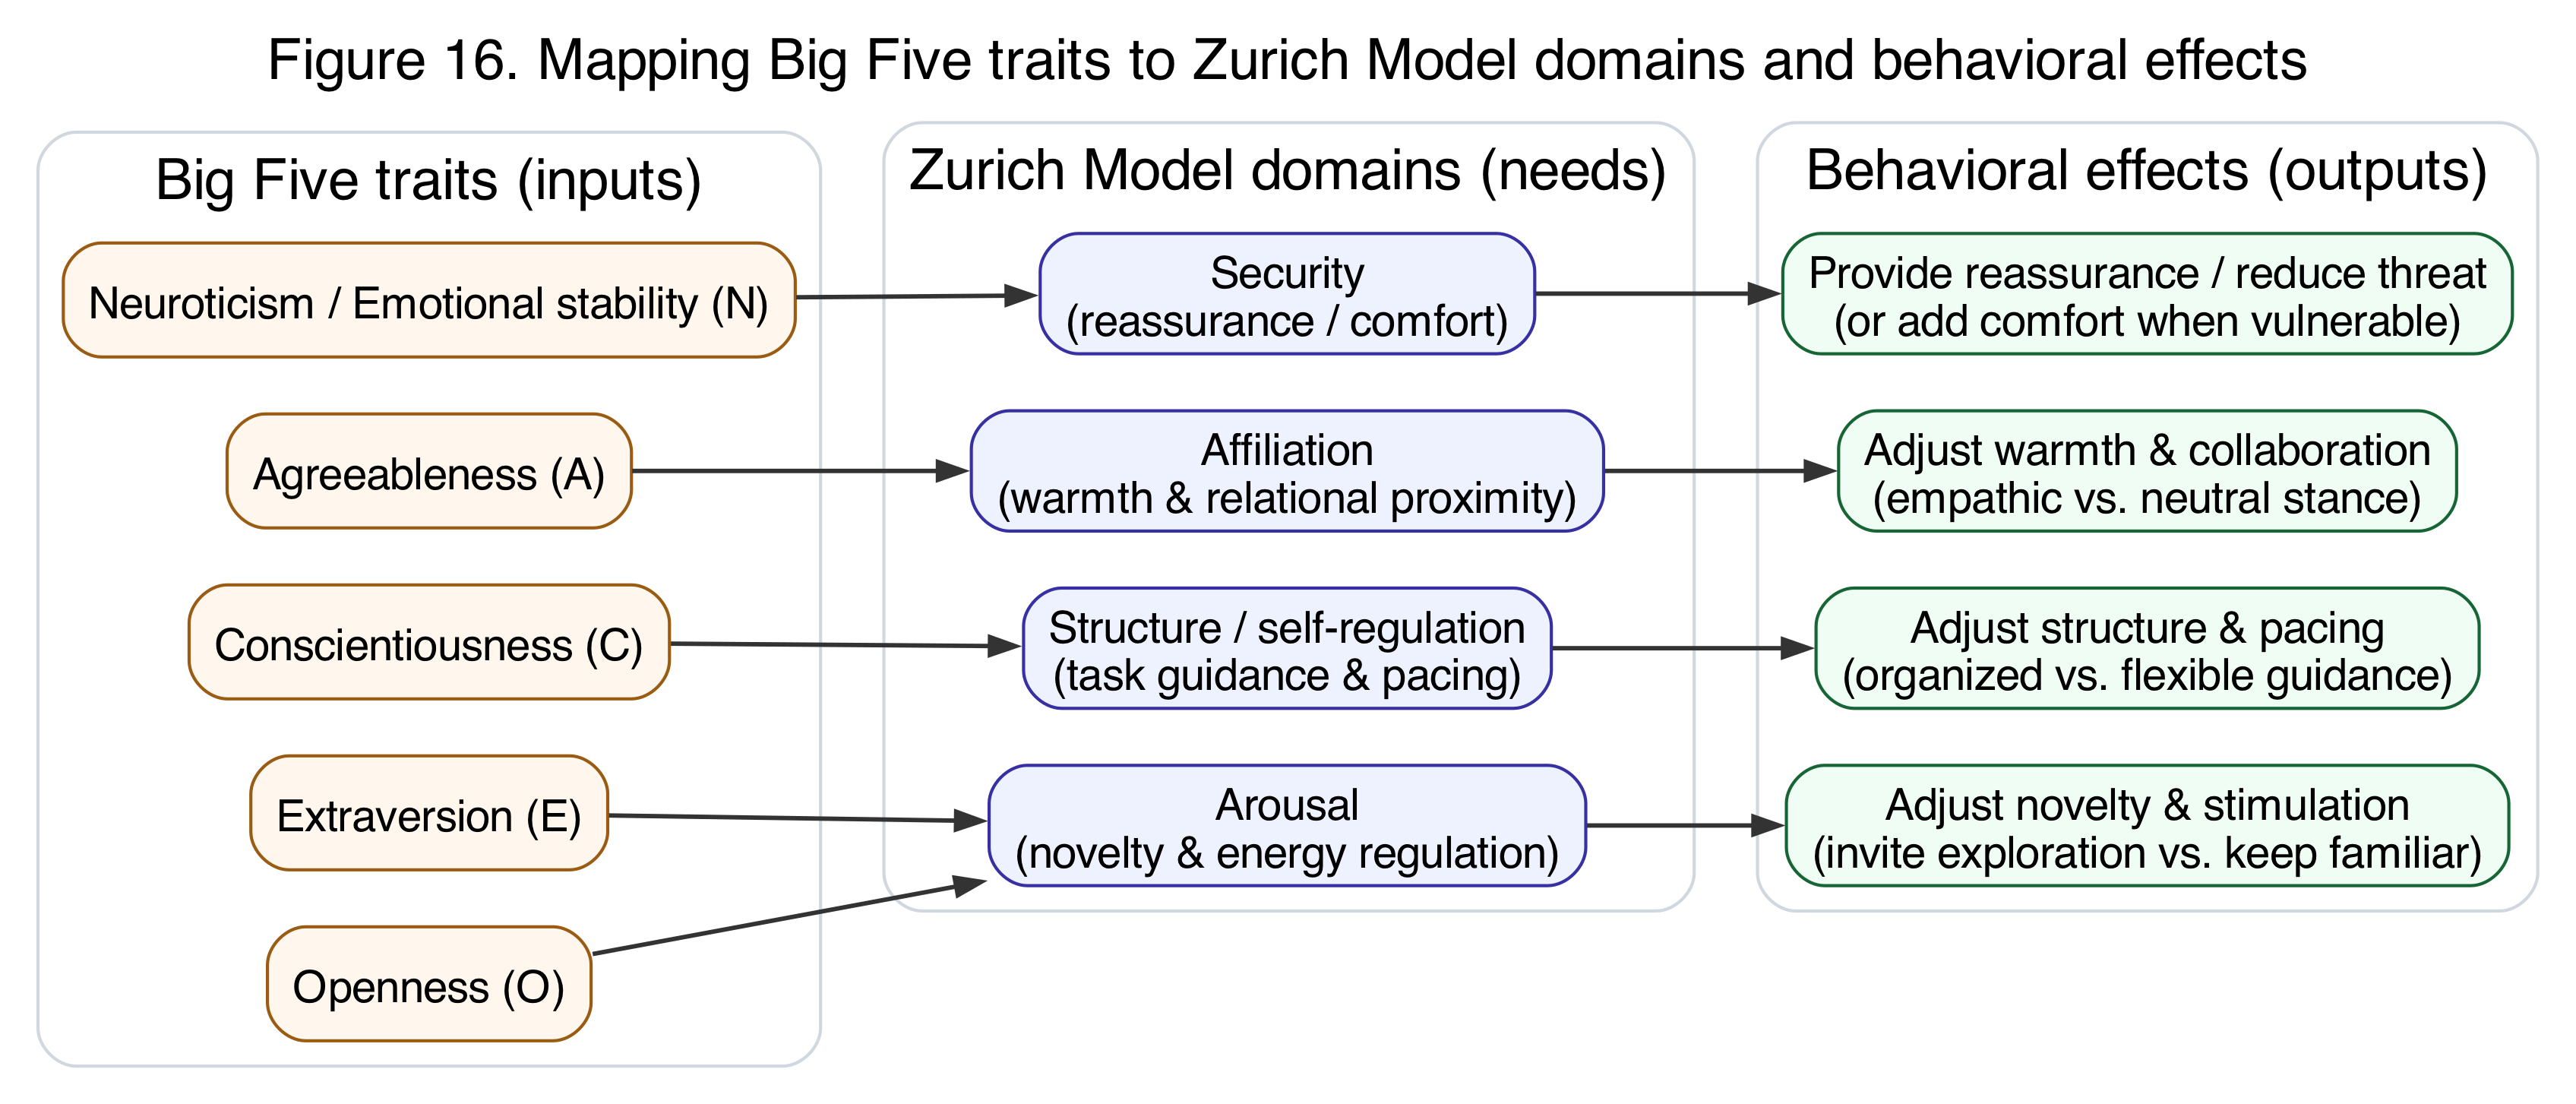 Figure 16. Mapping Big Five traits to Zurich Model domains and behavioral effects
Big Five traits (inputs)
Neuroticism / Emotional stability (N)
Agreeableness (A)
Conscientiousness (C)
Extraversion (E)
Openness (O)
Zurich Model domains (needs)
Security
(reassurance / comfort)
Affiliation
(warmth & relational proximity)
Structure / self-regulation
(task guidance & pacing)
Arousal
(novelty & energy regulation)
Behavioral effects (outputs)
Provide reassurance / reduce threat
(or add comfort when vulnerable)
Adjust warmth & collaboration
(empathic vs. neutral stance)
Adjust structure & pacing
(organized vs. flexible guidance)
Adjust novelty & stimulation
(invite exploration vs. keep familiar)